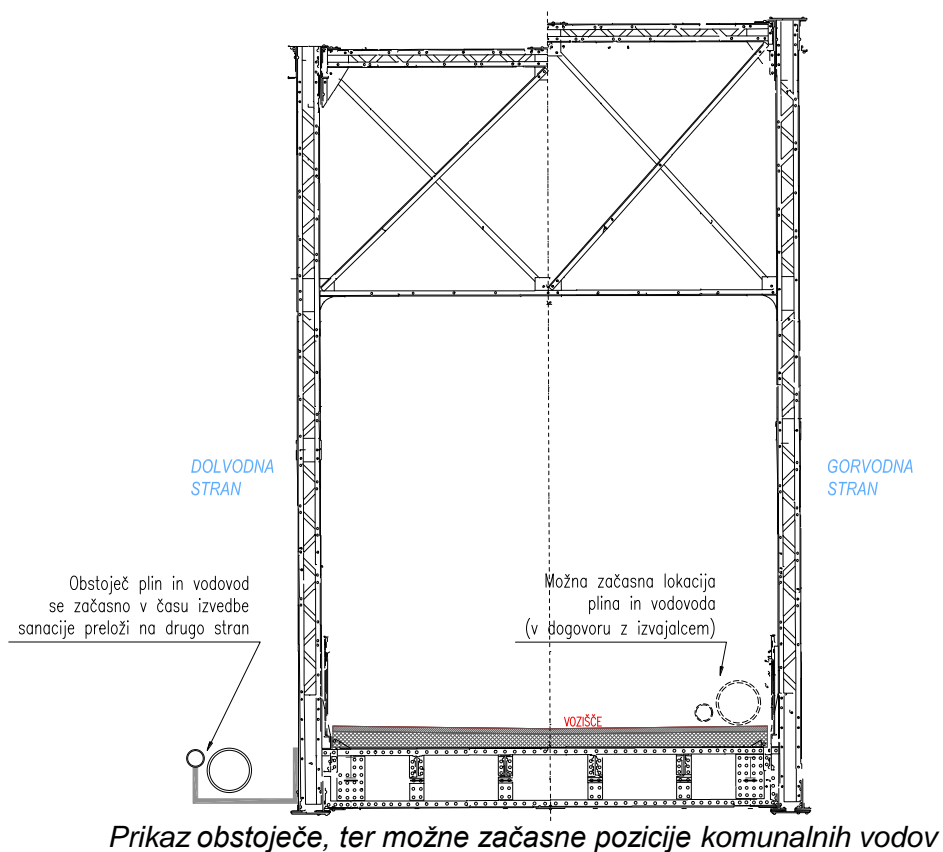 DOLVODNA
STRAN
GORVODNA
STRAN
Obstoječ plin in vodovod
se začasno v času izvedbe
sanacije preloži na drugo stran
Možna začasna lokacija
plina in vodovoda
(v dogovoru z izvajalcem)
VOZIŠČE
Prikaz obstoječe, ter možne začasne pozicije komunalnih vodov